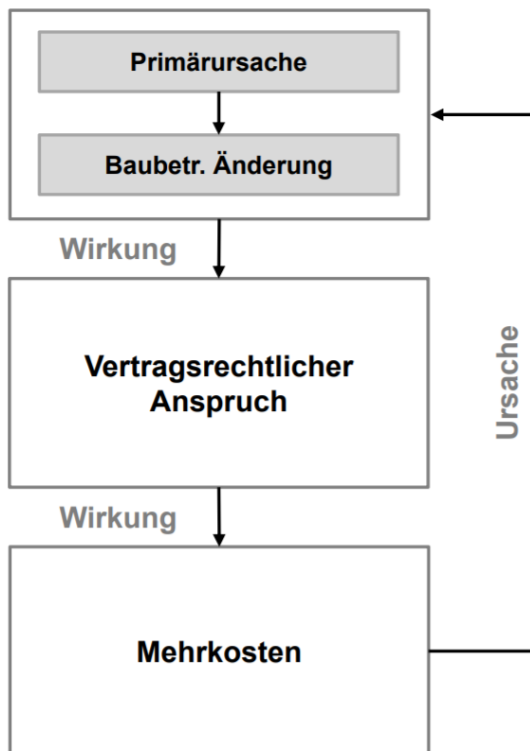 Primärursache
Baubetr. Änderung
Wirkung
Vertragsrechtlicher
Anspruch
Ursache
Wirkung
Mehrkosten